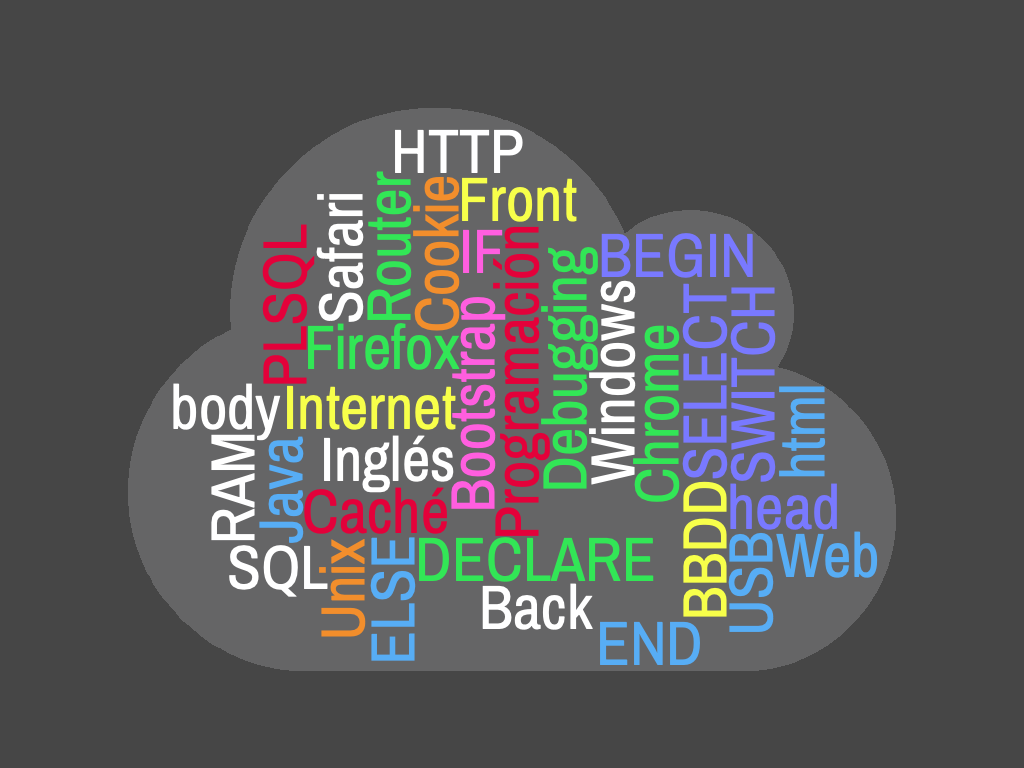 HTTP
Front
Cookie
Router
Safari
PLSQL
IF
Programación
BEGIN
Debugging
Windows
SELECT
SWITCH
Bootstrap
Firefox
Chrome
body
Internet
html
RAM
Java
Inglés
Caché
BBDD
head
SQL
Unix
ELSE
DECLARE
USB
Web
Back
END